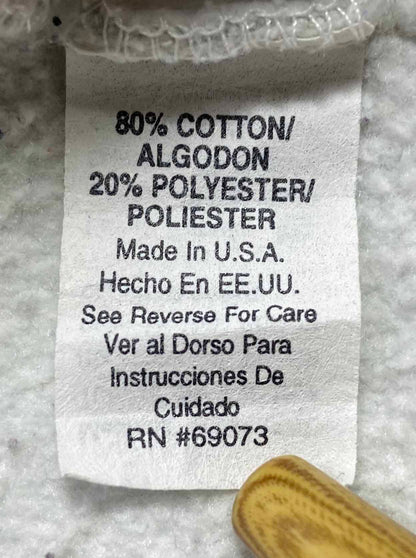 80% COTTON/
ALGODON
20% POLYESTER/
POLIESTER
Made In U.S.A.
Hecho En EE.UU.
See Reverse For Care
Ver al Dorso Para
Instrucciones De
Cuidado
RN #69073